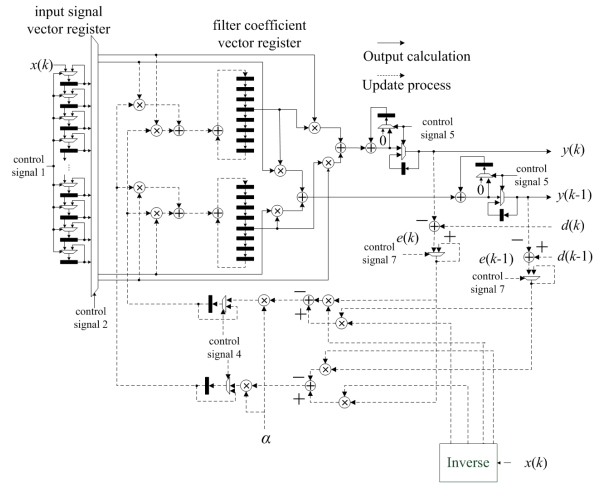 input signal
vector register
filter coefficient
vector register
Output calculation
Update process
x(k)
control
signal 1
control
signal 2
0
control
signal 5
y(k)
0
control
signal 5
y(k-1)
−
d(k)
e(k)
+
control
signal 7
−
+
d(k-1)
e(k-1)
control
signal 7
−
+
control
signal 4
−
+
α
Inverse
x(k)